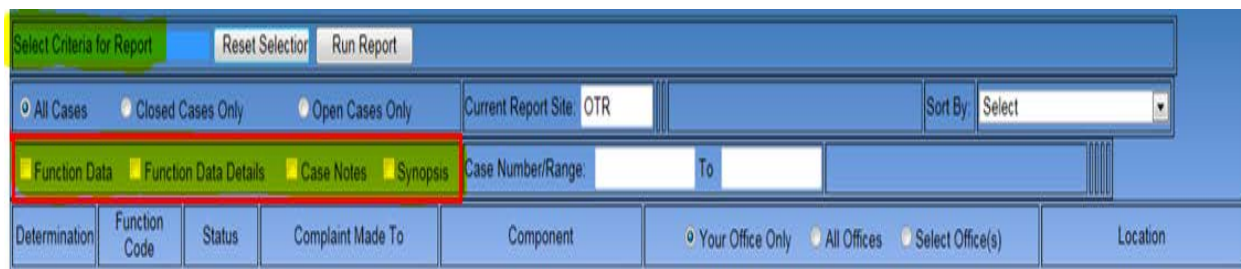 Select Criteria for Report Reset Selection Run Report
All Cases Closed Cases Only Open Cases Only Current Report Site: OTR Sort By: Select
Function Data Function Data Details Case Notes Synopsis Case Number/Range: To
Determination Function Code Status Complaint Made To Component Your Office Only All Offices Select Office(s) Location